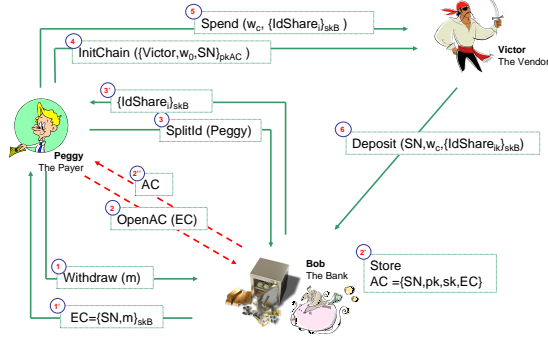 5
Spend (wc, {IdSharei}skB )
4
InitChain ({Victor,w0,SN}pkAC )
Victor
The Vendor
3'
{IdSharei}skB
3
SplitId (Peggy)
6
Deposit (SN,wc,{IdShareik}skB)
Peggy
The Payer
2''
AC
2
OpenAC (EC)
Bob
The Bank
2'
Store
AC ={SN,pk,sk,EC}
1
Withdraw (m)
1'
EC={SN,m}skB